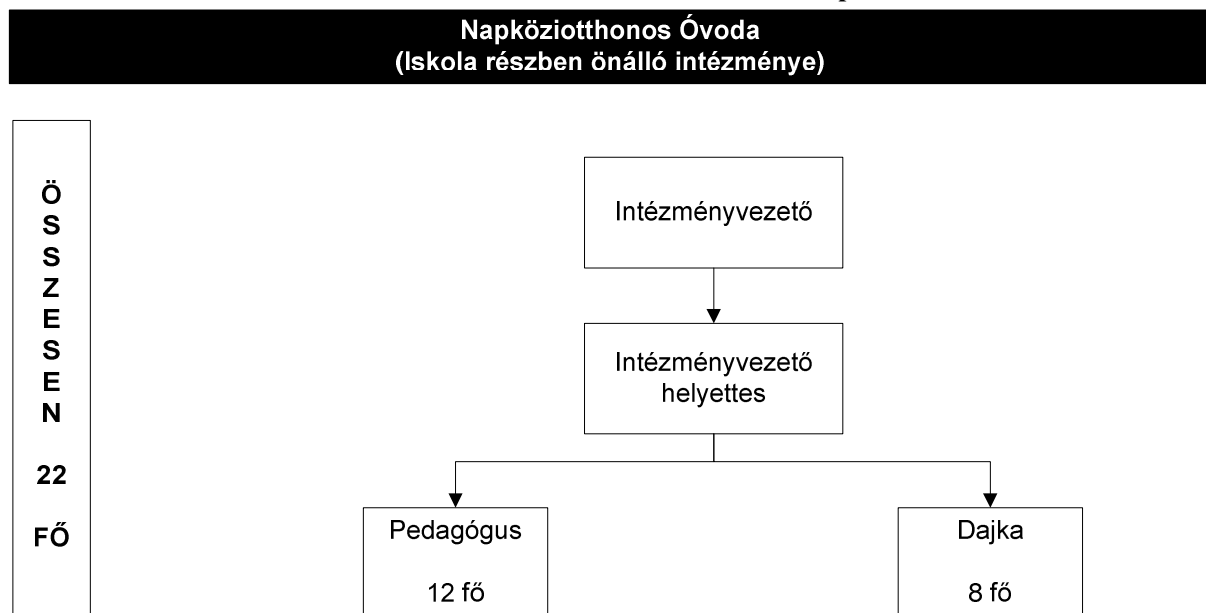 Napköziotthonos Óvoda
(Iskola részben önálló intézménye)
Ö
S
S
Z
E
S
E
N
22
FŐ
Intézményvezető
Intézményvezető
helyettes
Pedagógus
12 fő
Dajka
8 fő